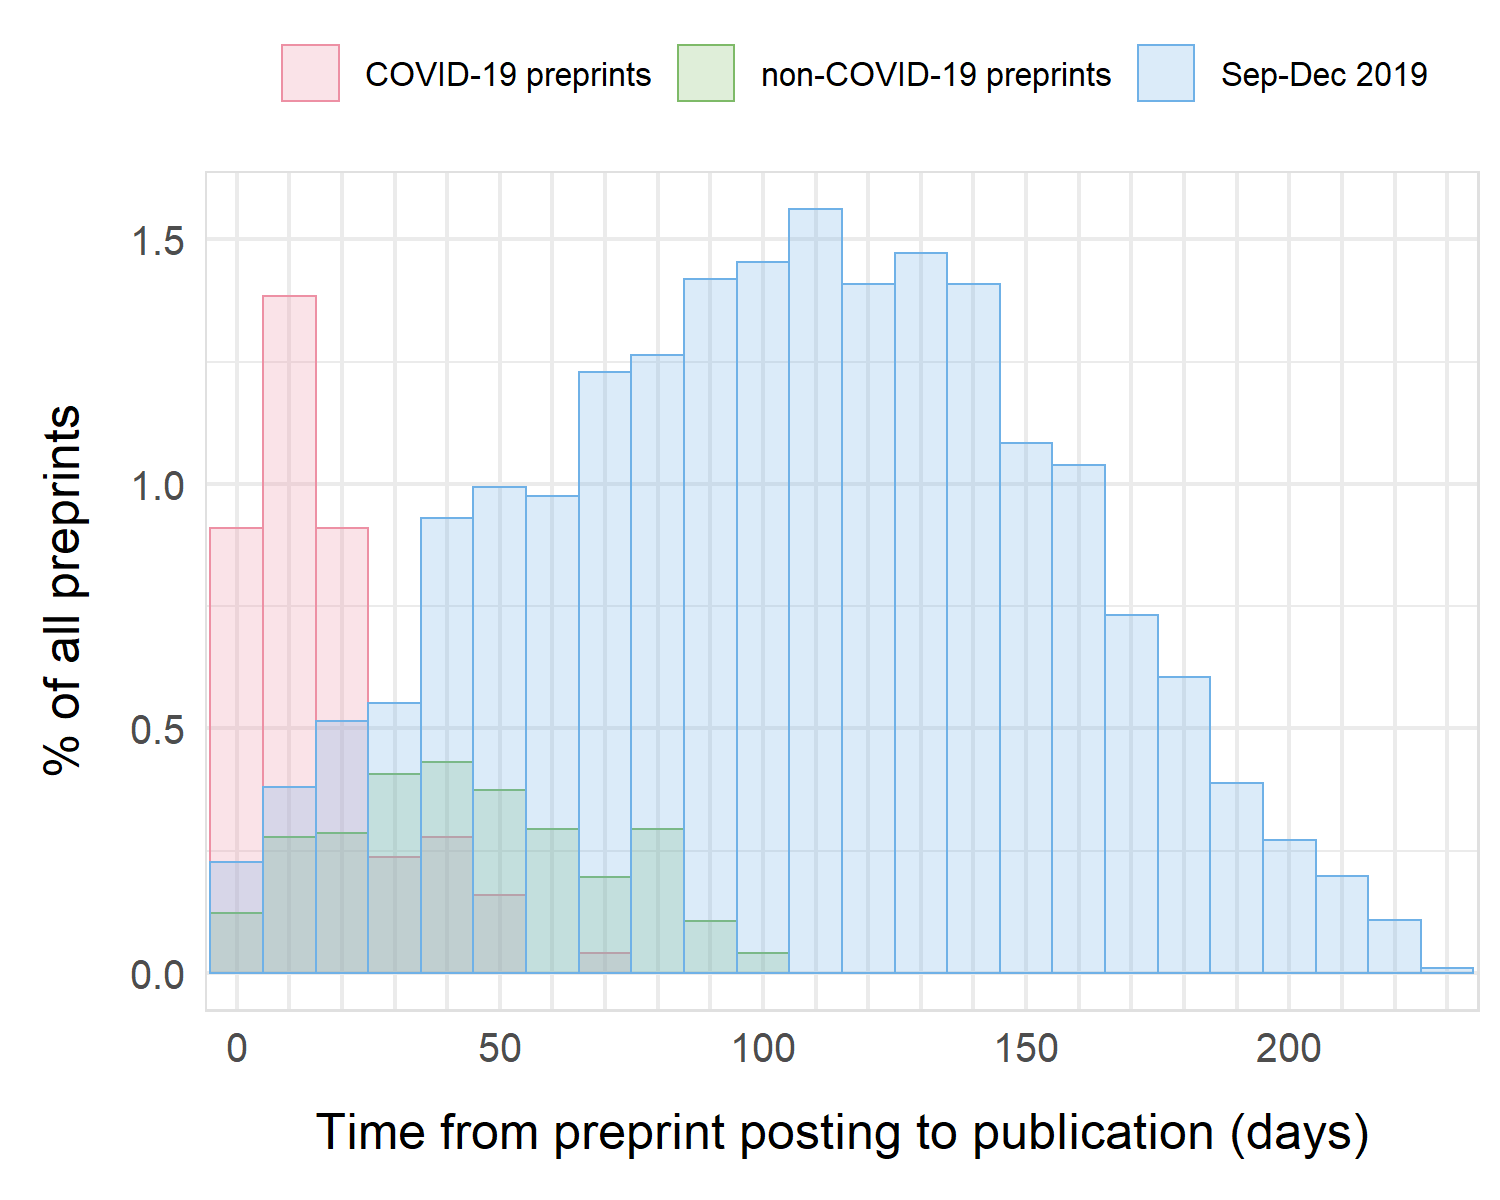 COVID-19 preprints non-COVID-19 preprints Sep-Dec 2019
% of all preprints
1.5
1.0
0.5
0.0
0 50 100 150 200
Time from preprint posting to publication (days)